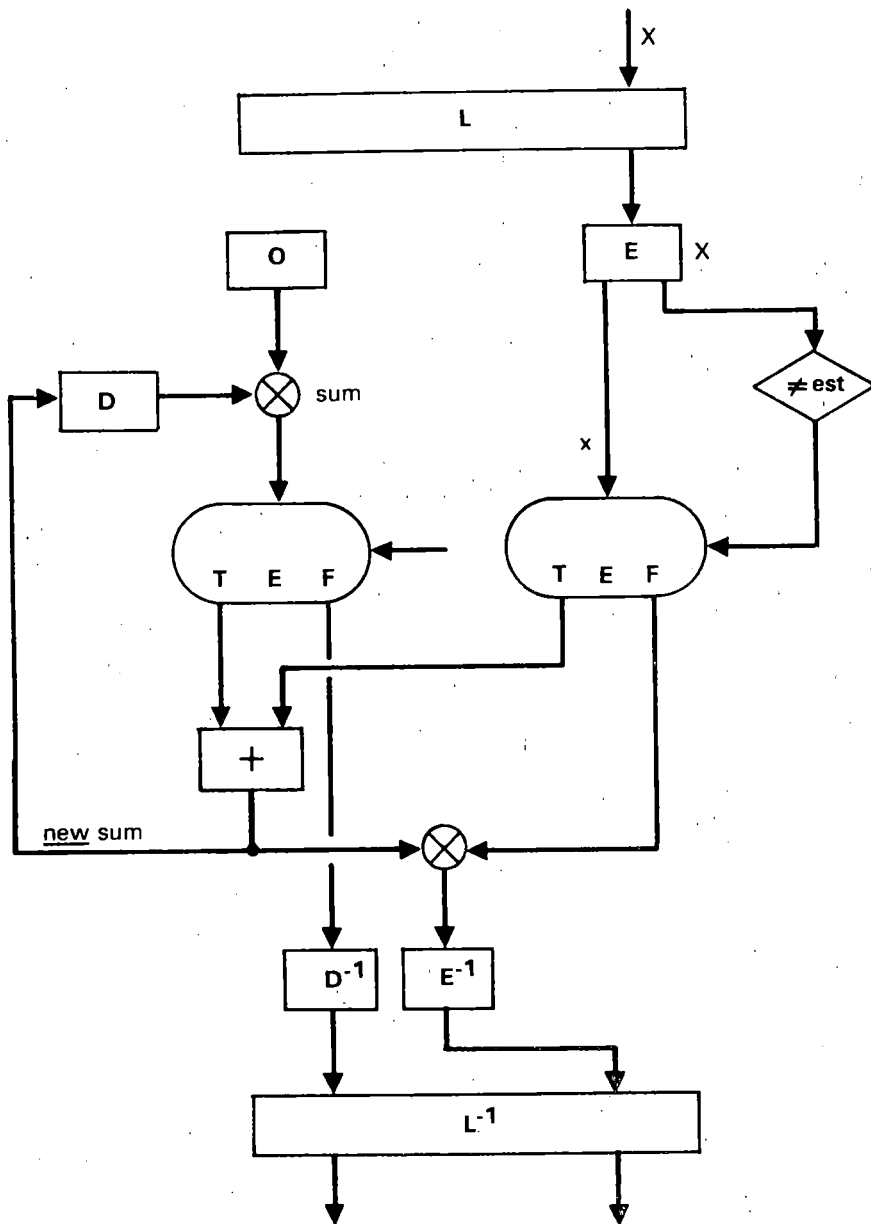 X
L
E X
O
≠ est
D sum
x
T E F
T E F
+
new sum
D-1 E-1
L-1